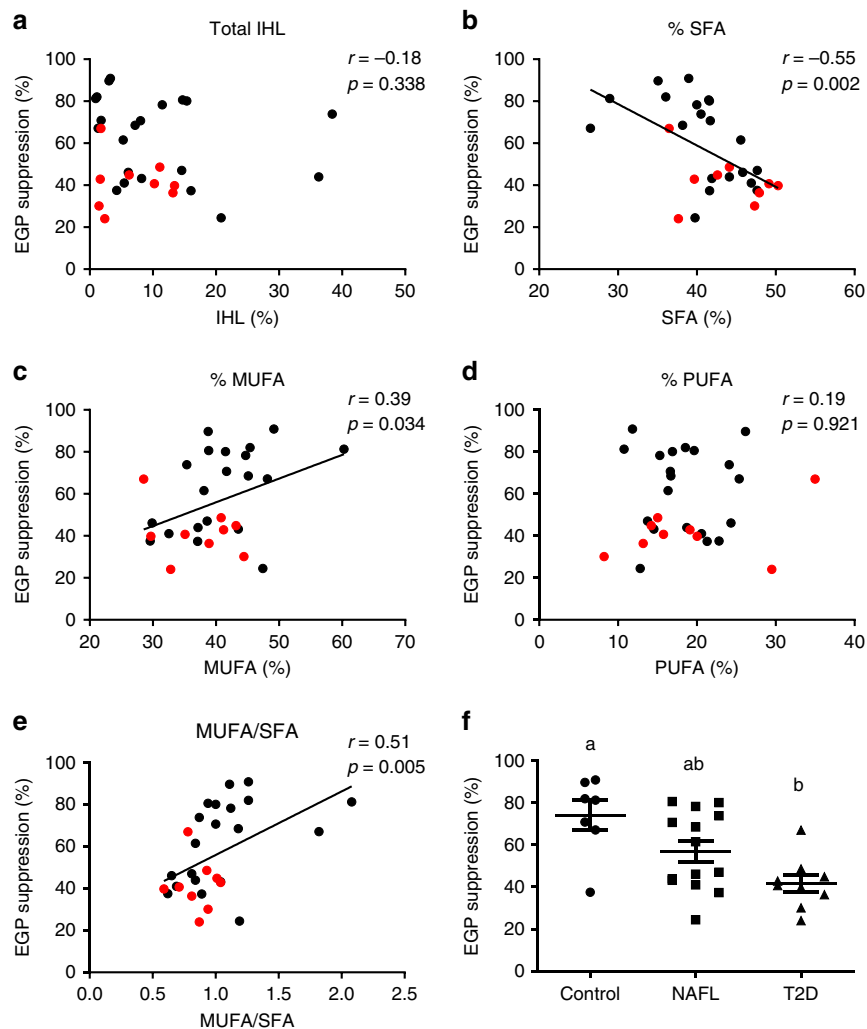 a
Total IHL
r = –0.18
p = 0.338
EGP suppression (%)
100
80
60
40
20
0
0 10 20 30 40 50
IHL (%)
b
% SFA
r = –0.55
p = 0.002
EGP suppression (%)
100
80
60
40
20
0
20 30 40 50 60
SFA (%)
c
% MUFA
r = 0.39
p = 0.034
EGP suppression (%)
100
80
60
40
20
0
20 30 40 50 60 70
MUFA (%)
d
% PUFA
r = 0.19
p = 0.921
EGP suppression (%)
100
80
60
40
20
0
0 10 20 30 40
PUFA (%)
e
MUFA/SFA
r = 0.51
p = 0.005
EGP suppression (%)
100
80
60
40
20
0
0.0 0.5 1.0 1.5 2.0 2.5
MUFA/SFA
f
a ab b
EGP suppression (%)
100
80
60
40
20
0
Control NAFL T2D